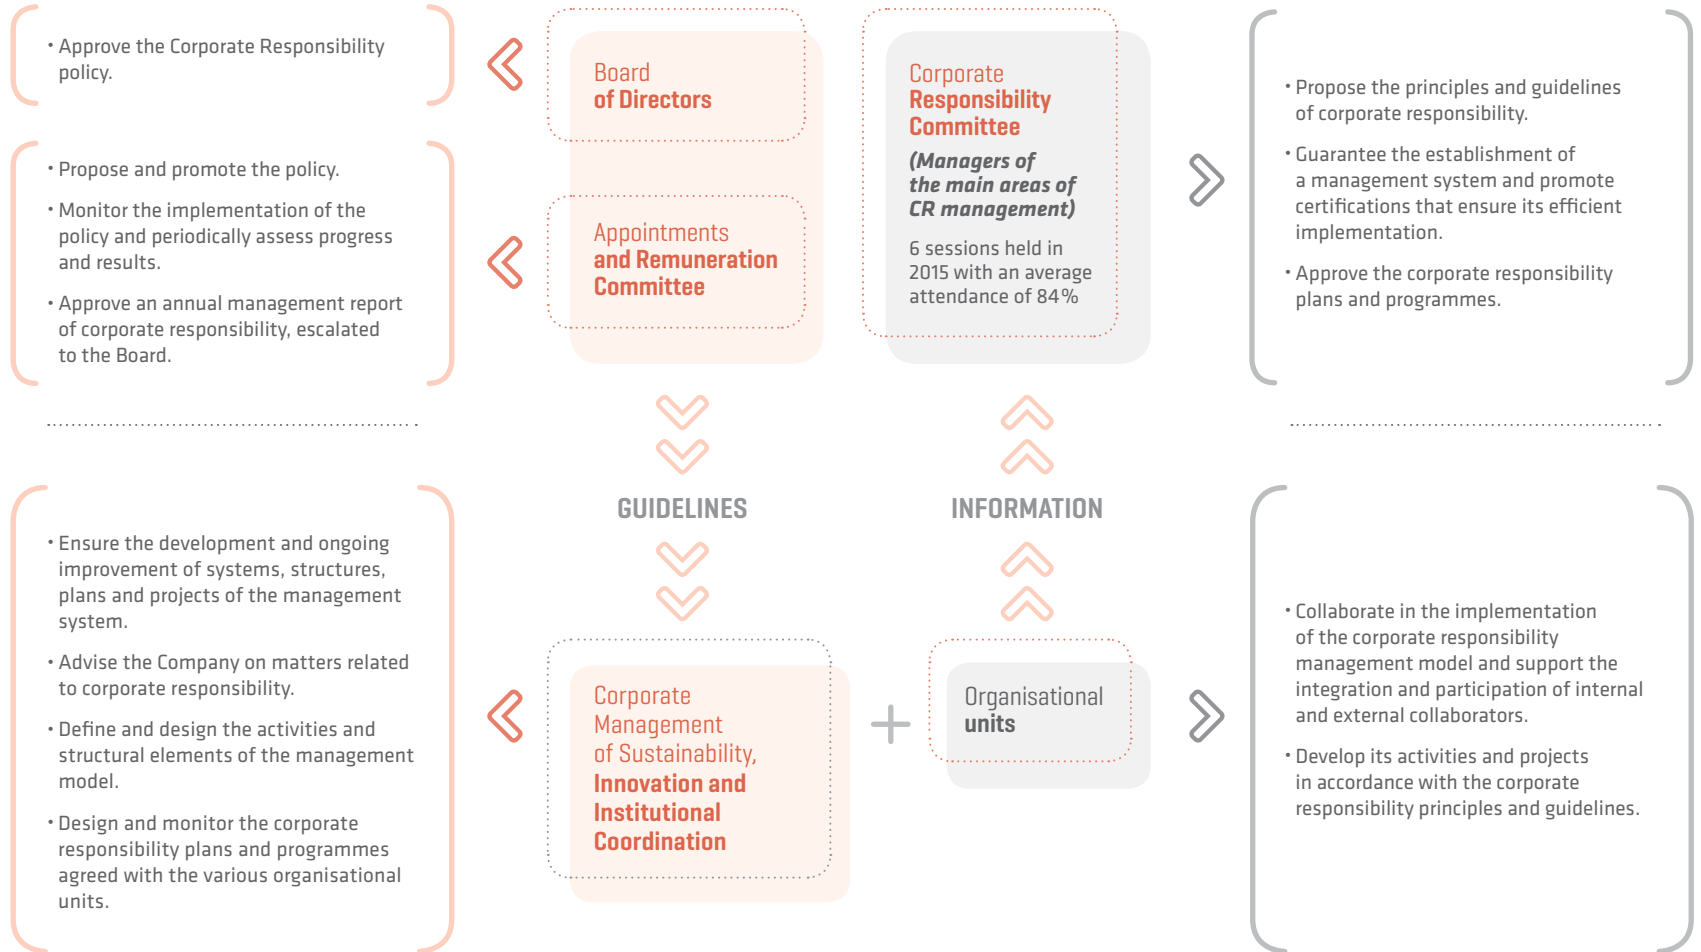 • Approve the Corporate Responsibility
policy.
• Propose and promote the policy.
• Monitor the implementation of the
policy and periodically assess progress
and results.
• Approve an annual management report
of corporate responsibility, escalated
to the Board.
Board
of Directors
Appointments
and Remuneration
Committee
Corporate
Responsibility
Committee
(Managers of
the main areas of
CR management)
6 sessions held in
2015 with an average
attendance of 84%
• Propose the principles and guidelines
of corporate responsibility.
• Guarantee the establishment of
a management system and promote
certifications that ensure its efficient
implementation.
• Approve the corporate responsibility
plans and programmes.
GUIDELINES
INFORMATION
• Ensure the development and ongoing
improvement of systems, structures,
plans and projects of the management
system.
• Advise the Company on matters related
to corporate responsibility.
• Define and design the activities and
structural elements of the management
model.
• Design and monitor the corporate
responsibility plans and programmes
agreed with the various organisational
units.
Corporate
Management
of Sustainability,
Innovation and
Institutional
Coordination
+
Organisational
units
• Collaborate in the implementation
of the corporate responsibility
management model and support the
integration and participation of internal
and external collaborators.
• Develop its activities and projects
in accordance with the corporate
responsibility principles and guidelines.